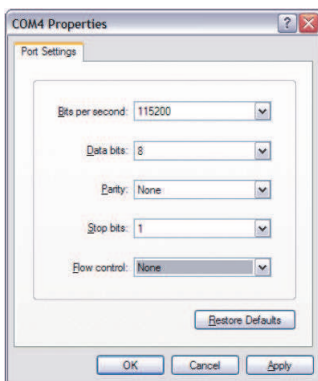 COM4 Properties
Port Settings
Bits per second: 115200
Data bits: 8
Parity: None
Stop bits: 1
Flow control: None
Restore Defaults
OK Cancel Apply